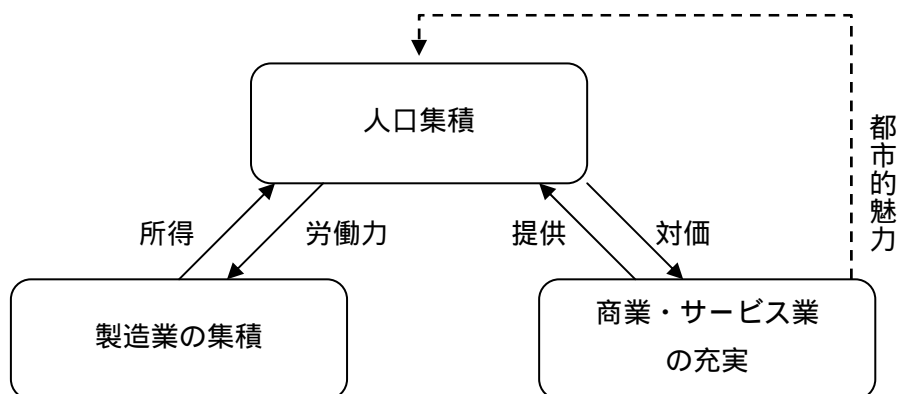 人口集積
都市的魅力
所得
労働力
提供
対価
製造業の集積
商業・サービス業
の充実